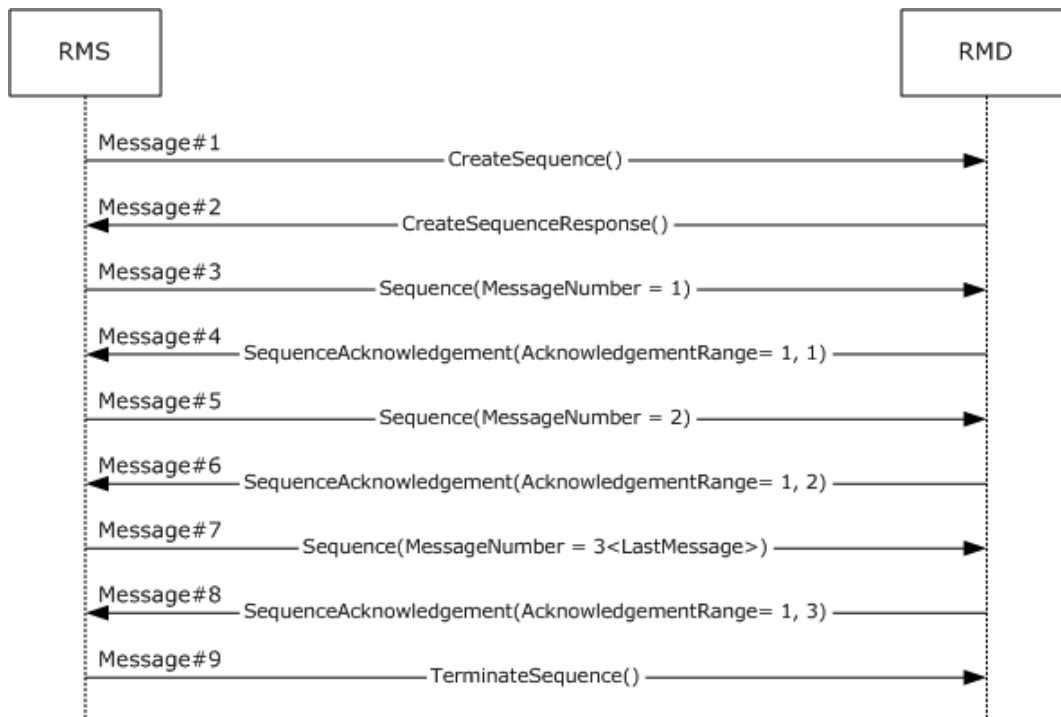 RMS
RMD
Message#1
CreateSequence()
Message#2
CreateSequenceResponse()
Message#3
Sequence(MessageNumber = 1)
Message#4
SequenceAcknowledgement(AcknowledgementRange= 1, 1)
Message#5
Sequence(MessageNumber = 2)
Message#6
SequenceAcknowledgement(AcknowledgementRange= 1, 2)
Message#7
Sequence(MessageNumber = 3<LastMessage>)
Message#8
SequenceAcknowledgement(AcknowledgementRange= 1, 3)
Message#9
TerminateSequence()